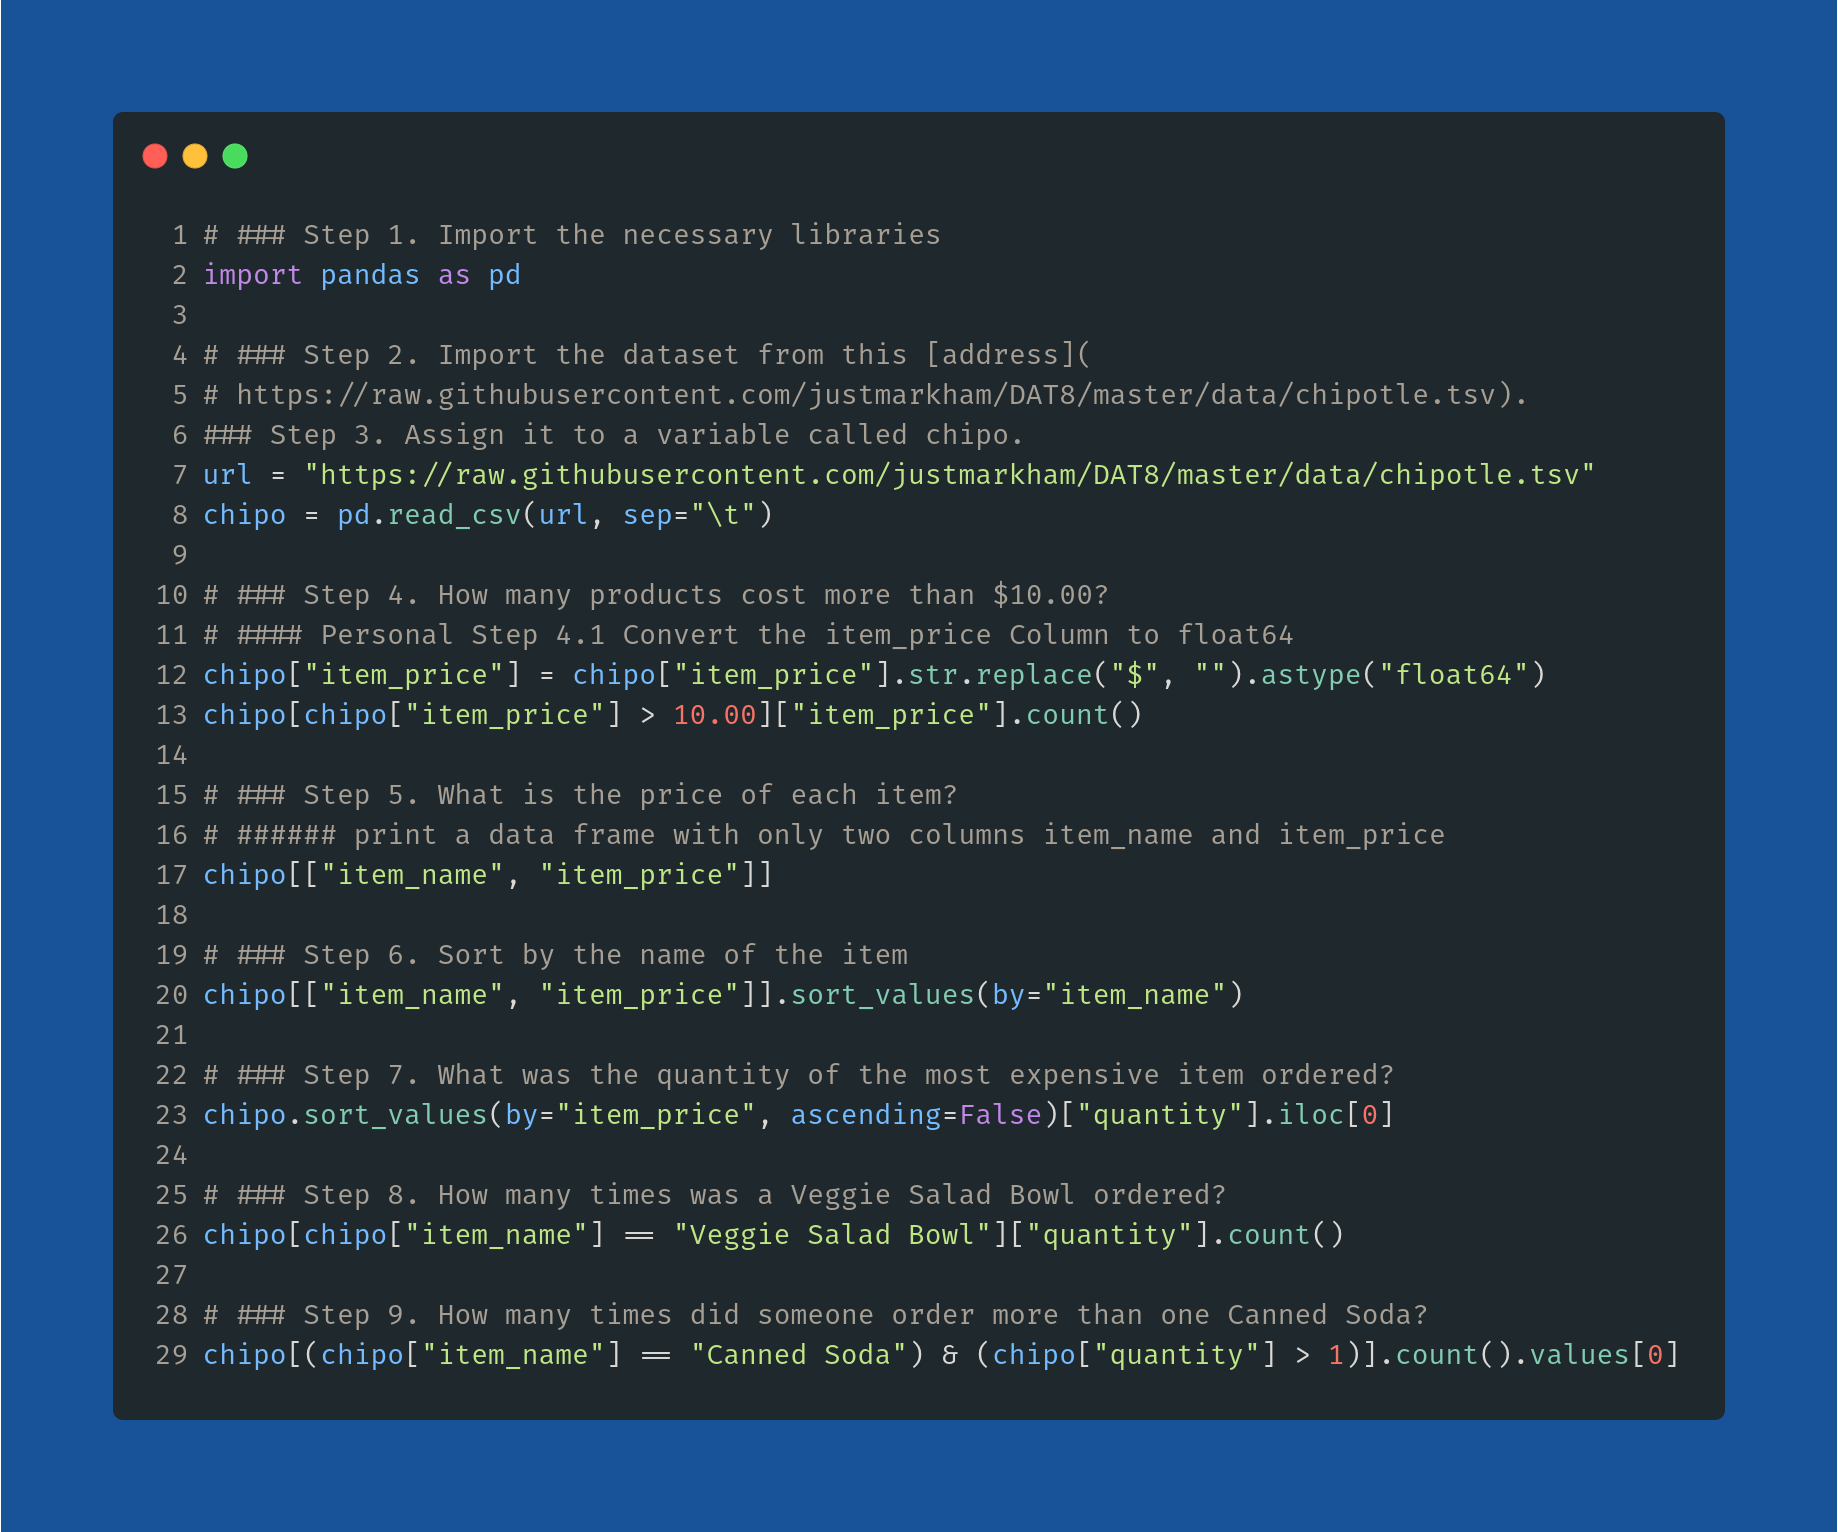 1 # ### Step 1. Import the necessary libraries
2 import pandas as pd
3
4 # ### Step 2. Import the dataset from this [address](
5 # https://raw.githubusercontent.com/justmarkham/DAT8/master/data/chipotle.tsv).
6 ### Step 3. Assign it to a variable called chipo.
7 url = "https://raw.githubusercontent.com/justmarkham/DAT8/master/data/chipotle.tsv"
8 chipo = pd.read_csv(url, sep="\t")
9
10 # ### Step 4. How many products cost more than $10.00?
11 # #### Personal Step 4.1 Convert the item_price Column to float64
12 chipo["item_price"] = chipo["item_price"].str.replace("$", "").astype("float64")
13 chipo[chipo["item_price"] > 10.00]["item_price"].count()
14
15 # ### Step 5. What is the price of each item?
16 # ###### print a data frame with only two columns item_name and item_price
17 chipo[["item_name", "item_price"]]
18
19 # ### Step 6. Sort by the name of the item
20 chipo[["item_name", "item_price"]].sort_values(by="item_name")
21
22 # ### Step 7. What was the quantity of the most expensive item ordered?
23 chipo.sort_values(by="item_price", ascending=False)["quantity"].iloc[0]
24
25 # ### Step 8. How many times was a Veggie Salad Bowl ordered?
26 chipo[chipo["item_name"] == "Veggie Salad Bowl"]["quantity"].count()
27
28 # ### Step 9. How many times did someone order more than one Canned Soda?
29 chipo[(chipo["item_name"] == "Canned Soda") & (chipo["quantity"] > 1)].count().values[0]